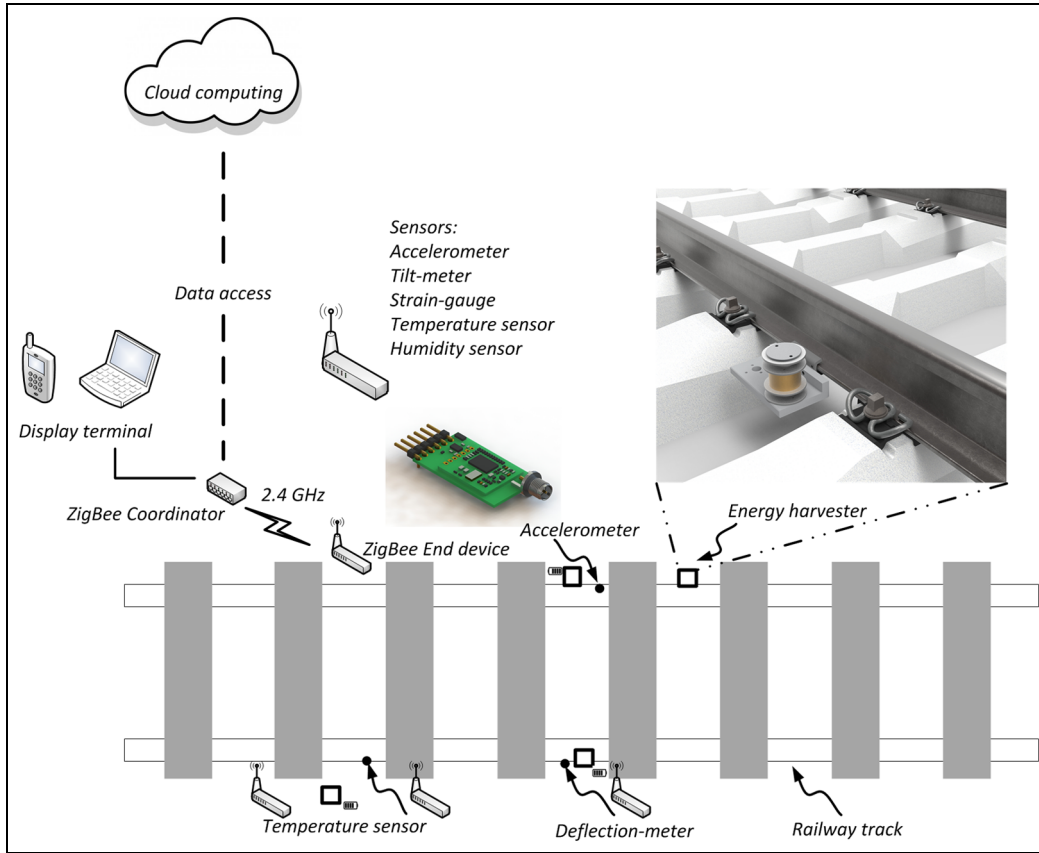 Cloud computing
Sensors:
Accelerometer
Tilt-meter
Strain-gauge
Temperature sensor
Humidity sensor
Data access
Display terminal
ZigBee Coordinator
2.4 GHz
ZigBee End device
Accelerometer
Energy harvester
Temperature sensor
Deflection-meter
Railway track